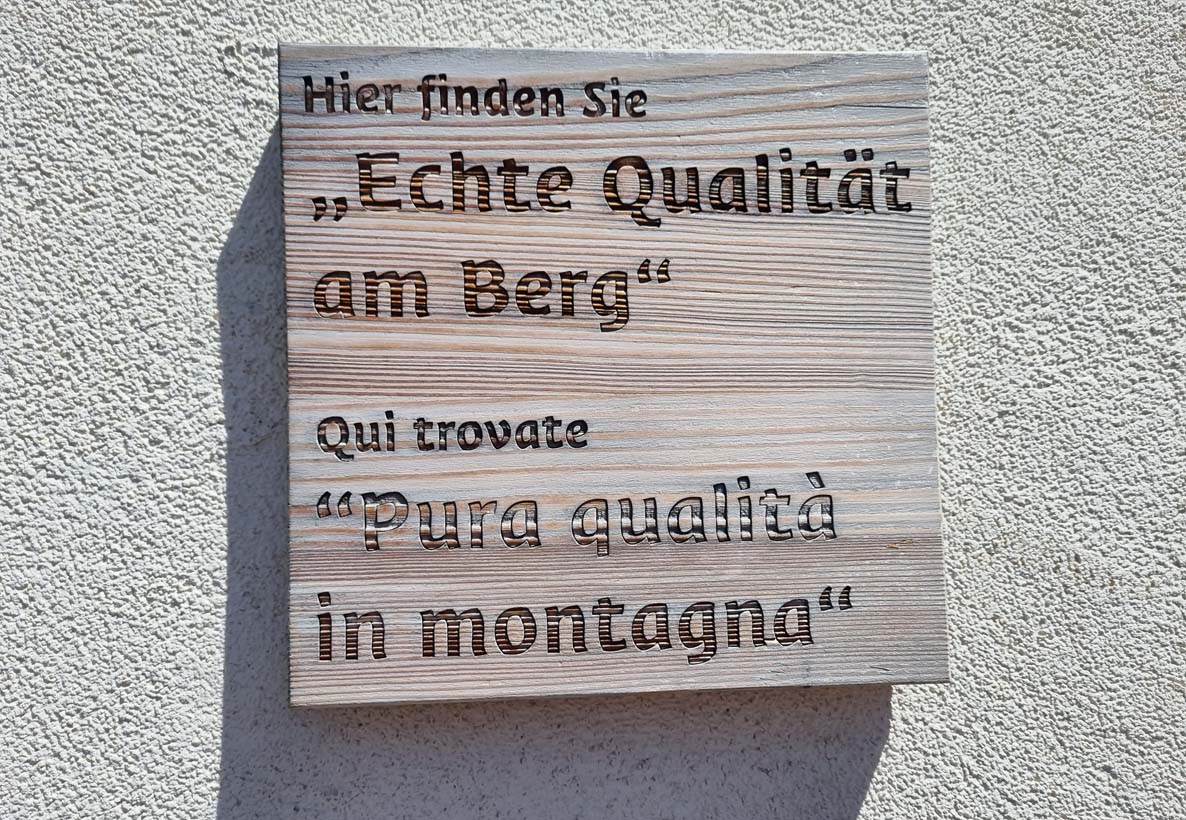 Hier finden Sie
„Echte Qualität
am Berg“
Qui trovate
“Pura qualità
in montagna“